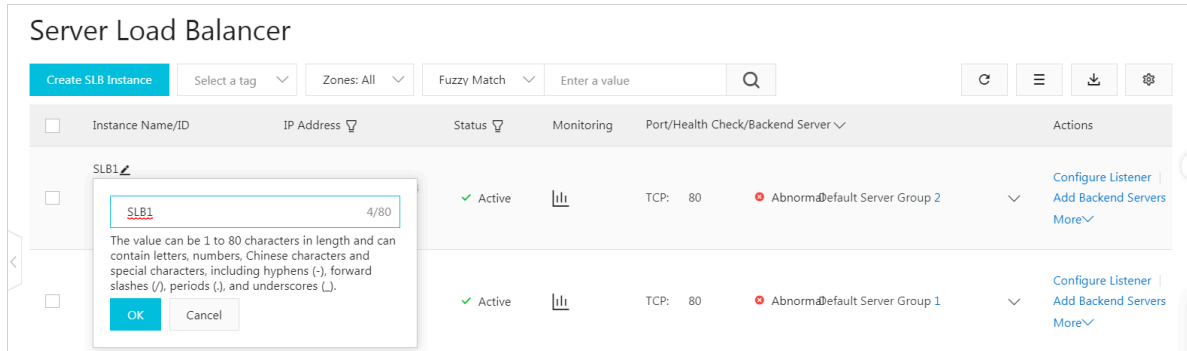 Server Load Balancer
Create SLB Instance Select a tag Zones: All Fuzzy Match Enter a value
Instance Name/ID IP Address Status Monitoring Port/Health Check/Backend Server Actions
SLB1
SLB1 4/80
The value can be 1 to 80 characters in length and can
contain letters, numbers, Chinese characters and
special characters, including hyphens (-), forward
slashes (/), periods (.), and underscores (_).
OK Cancel
Active TCP: 80 Abnormal Default Server Group 2
Configure Listener
Add Backend Servers
More
Active TCP: 80 Abnormal Default Server Group 1
Configure Listener
Add Backend Servers
More